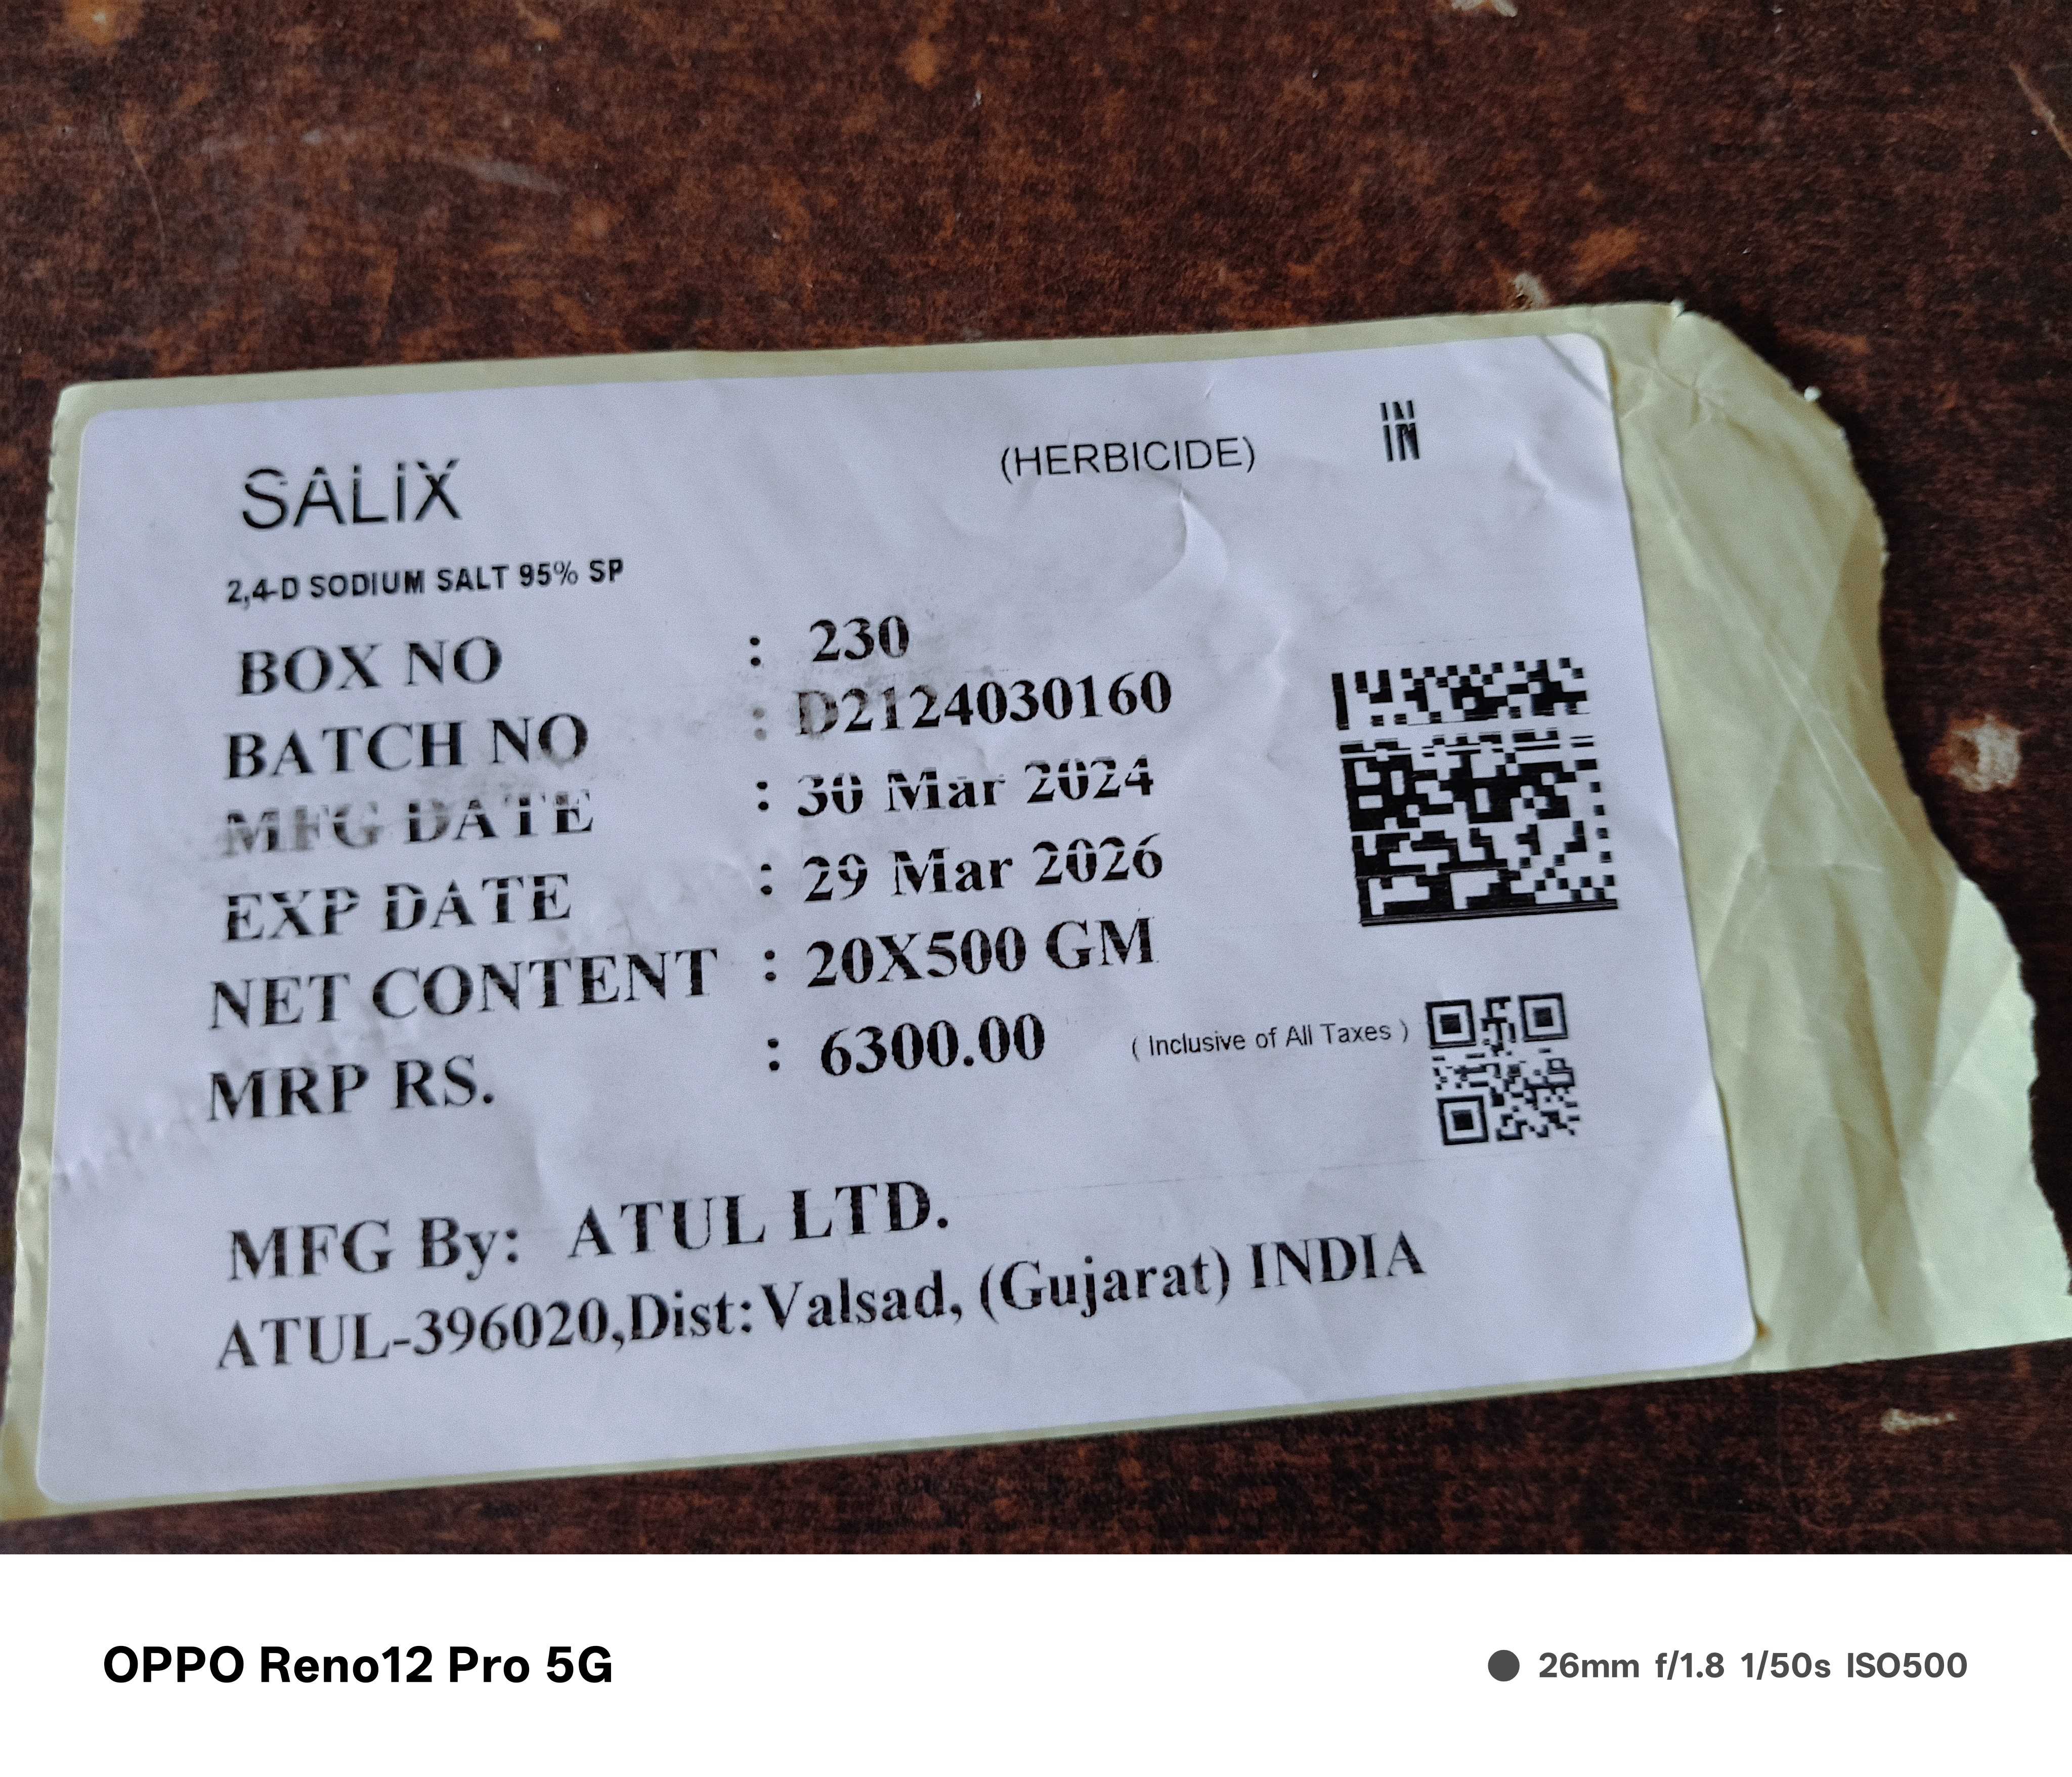 SALIX (HERBICIDE) IN
2,4-D SODIUM SALT 95% SP
BOX NO : 230
BATCH NO : D2124030160
MFG DATE : 30 Mar 2024
EXP DATE : 29 Mar 2026
NET CONTENT : 20X500 GM
MRP RS. : 6300.00 ( Inclusive of All Taxes )
MFG By: ATUL LTD.
ATUL-396020,Dist:Valsad, (Gujarat) INDIA
OPPO Reno12 Pro 5G 26mm f/1.8 1/50s ISO500